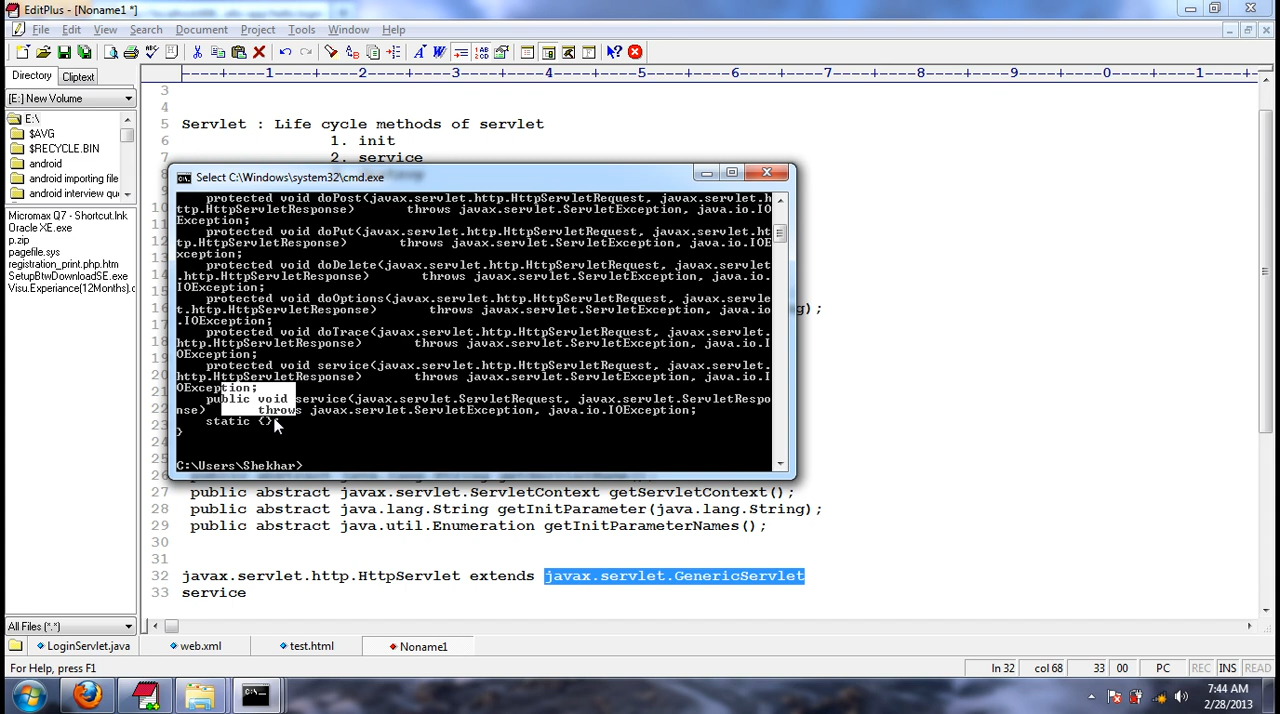 EditPlus - [Noname1 *]
File Edit View Search Document Project Tools Window Help
Directory Cliptext
[E:] New Volume
E:\
$AVG
$RECYCLE.BIN
android
android importing file
android interview qu
Micromax Q7 - Shortcut.lnk
Oracle XE.exe
p.zip
pagefile.sys
registration_print.php.htm
SetupBtwDownloadSE.exe
Visu.Experiance(12Months).c
All Files (*.*)
----+----1----+----2----+----3----+----4----+----5----+----6----+----7----+----8----+----9----+----0----+----1----+-
3
4
5 Servlet : Life cycle methods of servlet
6 1. init
7 2. service
Select C:\Windows\system32\cmd.exe
protected void doPost(javax.servlet.http.HttpServletRequest, javax.servlet.h
ttp.HttpServletResponse) throws javax.servlet.ServletException, java.io.IO
Exception;
protected void doPut(javax.servlet.http.HttpServletRequest, javax.servlet.ht
tp.HttpServletResponse) throws javax.servlet.ServletException, java.io.IOE
xception;
protected void doDelete(javax.servlet.http.HttpServletRequest, javax.servlet
.http.HttpServletResponse) throws javax.servlet.ServletException, java.io.
IOException;
protected void doOptions(javax.servlet.http.HttpServletRequest, javax.servle
t.http.HttpServletResponse) throws javax.servlet.ServletException, java.io
.IOException;
protected void doTrace(javax.servlet.http.HttpServletRequest, javax.servlet.
http.HttpServletResponse) throws javax.servlet.ServletException, java.io.I
OException;
protected void service(javax.servlet.http.HttpServletRequest, javax.servlet.
http.HttpServletResponse) throws javax.servlet.ServletException, java.io.I
OException;
public void service(javax.servlet.ServletRequest, javax.servlet.ServletRespo
nse) throws javax.servlet.ServletException, java.io.IOException;
static {};
}
C:\Users\Shekhar>
g);
27 public abstract javax.servlet.ServletContext getServletContext();
28 public abstract java.lang.String getInitParameter(java.lang.String);
29 public abstract java.util.Enumeration getInitParameterNames();
30
31
32 javax.servlet.http.HttpServlet extends javax.servlet.GenericServlet
33 service
LoginServlet.java web.xml test.html Noname1
For Help, press F1
ln 32 col 68 33 00 PC REC INS READ
7:44 AM
2/28/2013